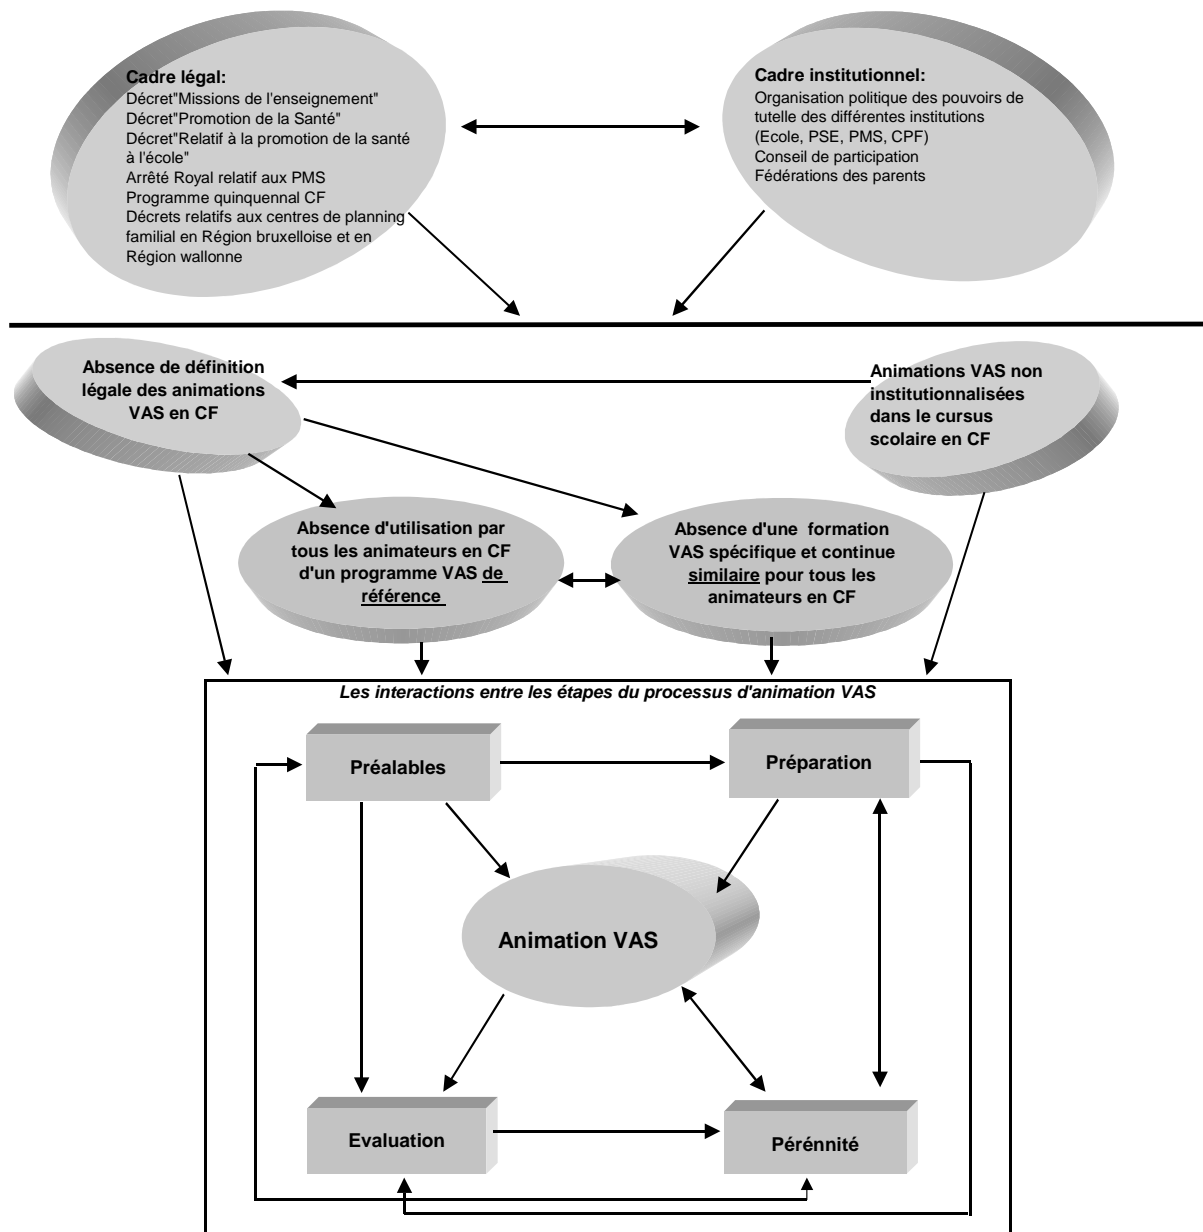 Cadre légal:
Décret"Missions de l'enseignement"
Décret"Promotion de la Santé"
Décret"Relatif à la promotion de la santé
à l'école"
Arrêté Royal relatif aux PMS
Programme quinquennal CF
Décrets relatifs aux centres de planning
familial en Région bruxelloise et en
Région wallonne
Cadre institutionnel:
Organisation politique des pouvoirs de
tutelle des différentes institutions
(Ecole, PSE, PMS, CPF)
Conseil de participation
Fédérations des parents
Absence de définition
légale des animations
VAS en CF
Animations VAS non
institutionnalisées
dans le cursus
scolaire en CF
Absence d'utilisation par
tous les animateurs en CF
d'un programme VAS de
référence
Absence d'une formation
VAS spécifique et continue
similaire pour tous les
animateurs en CF
Les interactions entre les étapes du processus d'animation VAS
Préalables
Préparation
Animation VAS
Evaluation
Pérénnité